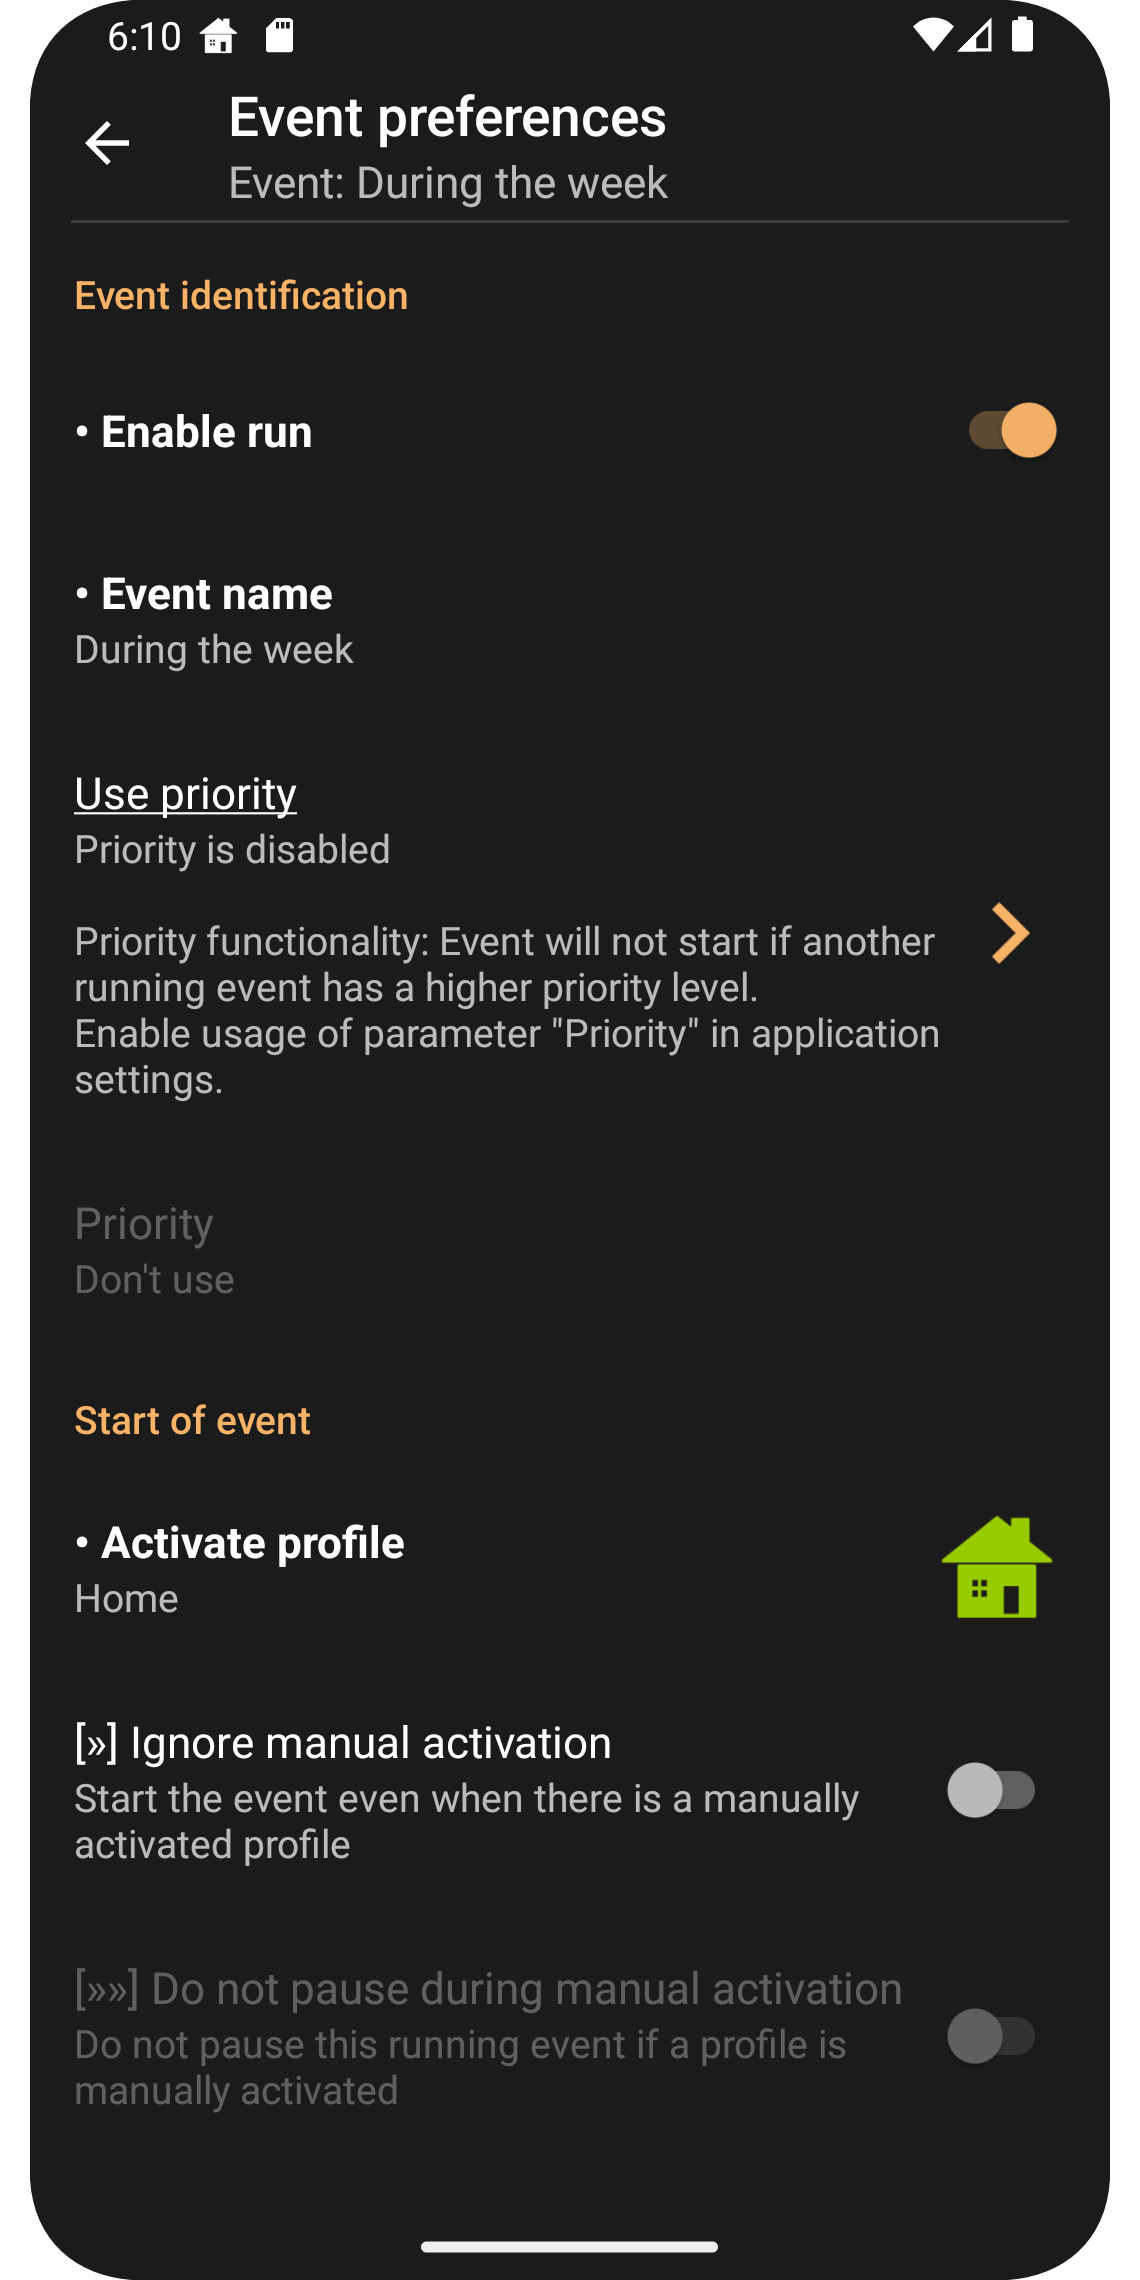 6:10
Event preferences
Event: During the week
Event identification
• Enable run
• Event name
During the week
Use priority
Priority is disabled
Priority functionality: Event will not start if another
running event has a higher priority level.
Enable usage of parameter "Priority" in application
settings.
Priority
Don't use
Start of event
• Activate profile
Home
[»] Ignore manual activation
Start the event even when there is a manually
activated profile
[»»] Do not pause during manual activation
Do not pause this running event if a profile is
manually activated